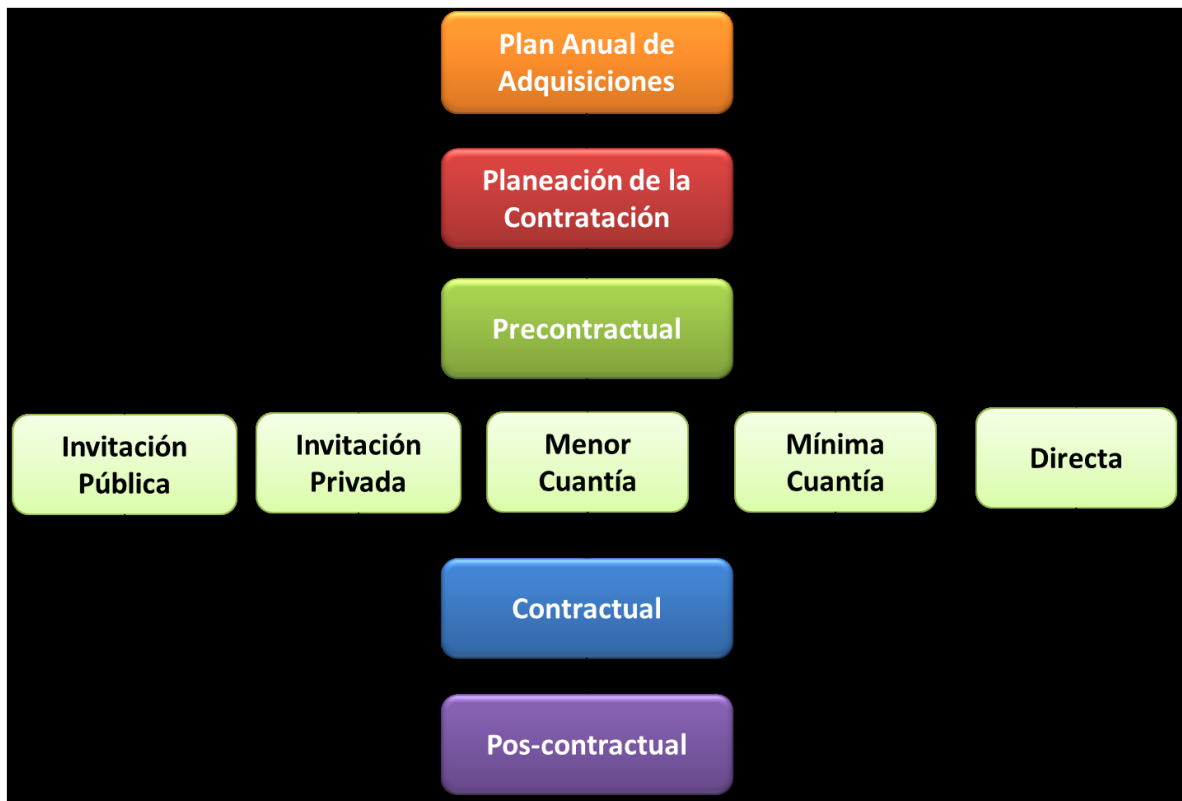 Plan Anual de
Adquisiciones
Planeación de la
Contratación
Precontractual
Invitación
Pública
Invitación
Privada
Menor
Cuantía
Mínima
Cuantía
Directa
Contractual
Pos-contractual